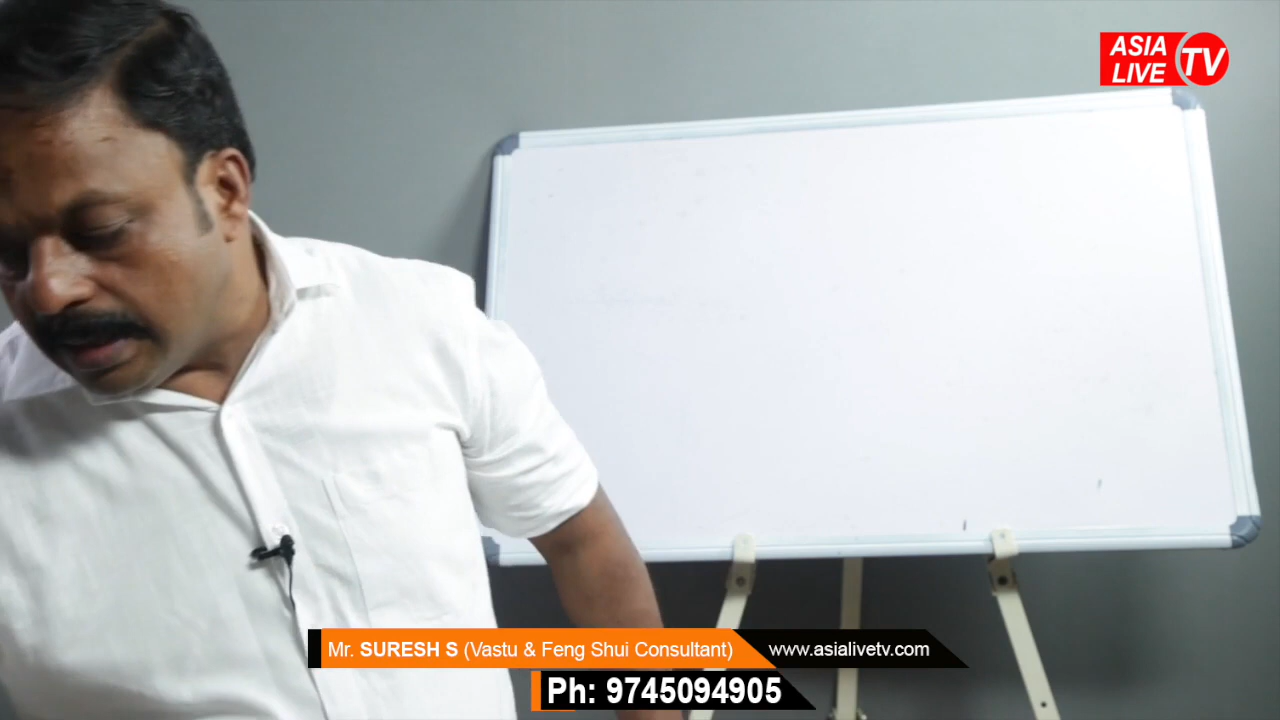 ASIA
LIVE
TV
Mr. SURESH S (Vastu & Feng Shui Consultant)
www.asialivetv.com
Ph: 9745094905